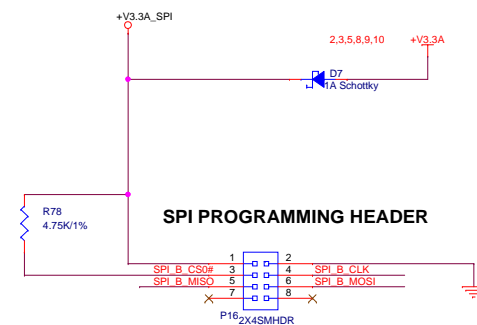 +V3.3A_SPI
2,3,5,8,9,10
+V3.3A
D7
1A Schottky
R78
4.75K/1%
SPI PROGRAMMING HEADER
1 2
SPI_B_CS0# 3 4 SPI_B_CLK
SPI_B_MISO 5 6 SPI_B_MOSI
7 8
P16
2X4SMHDR